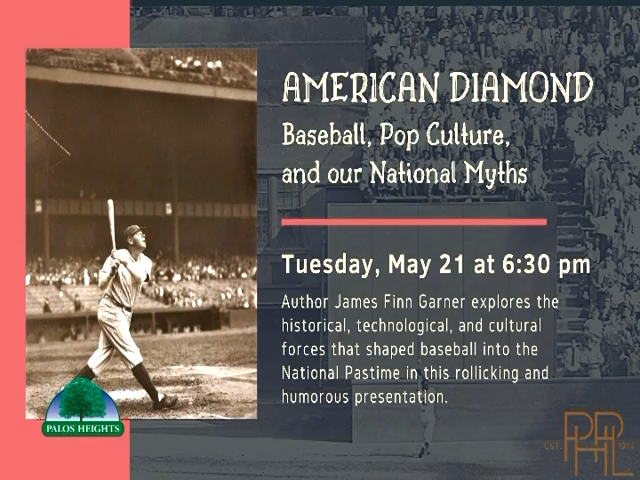 AMERICAN DIAMOND
Baseball, Pop Culture,
and our National Myths
Tuesday, May 21 at 6:30 pm
Author James Finn Garner explores the
historical, technological, and cultural
forces that shaped baseball into the
National Pastime in this rollicking and
humorous presentation.
PALOS HEIGHTS
EST.
PHPL